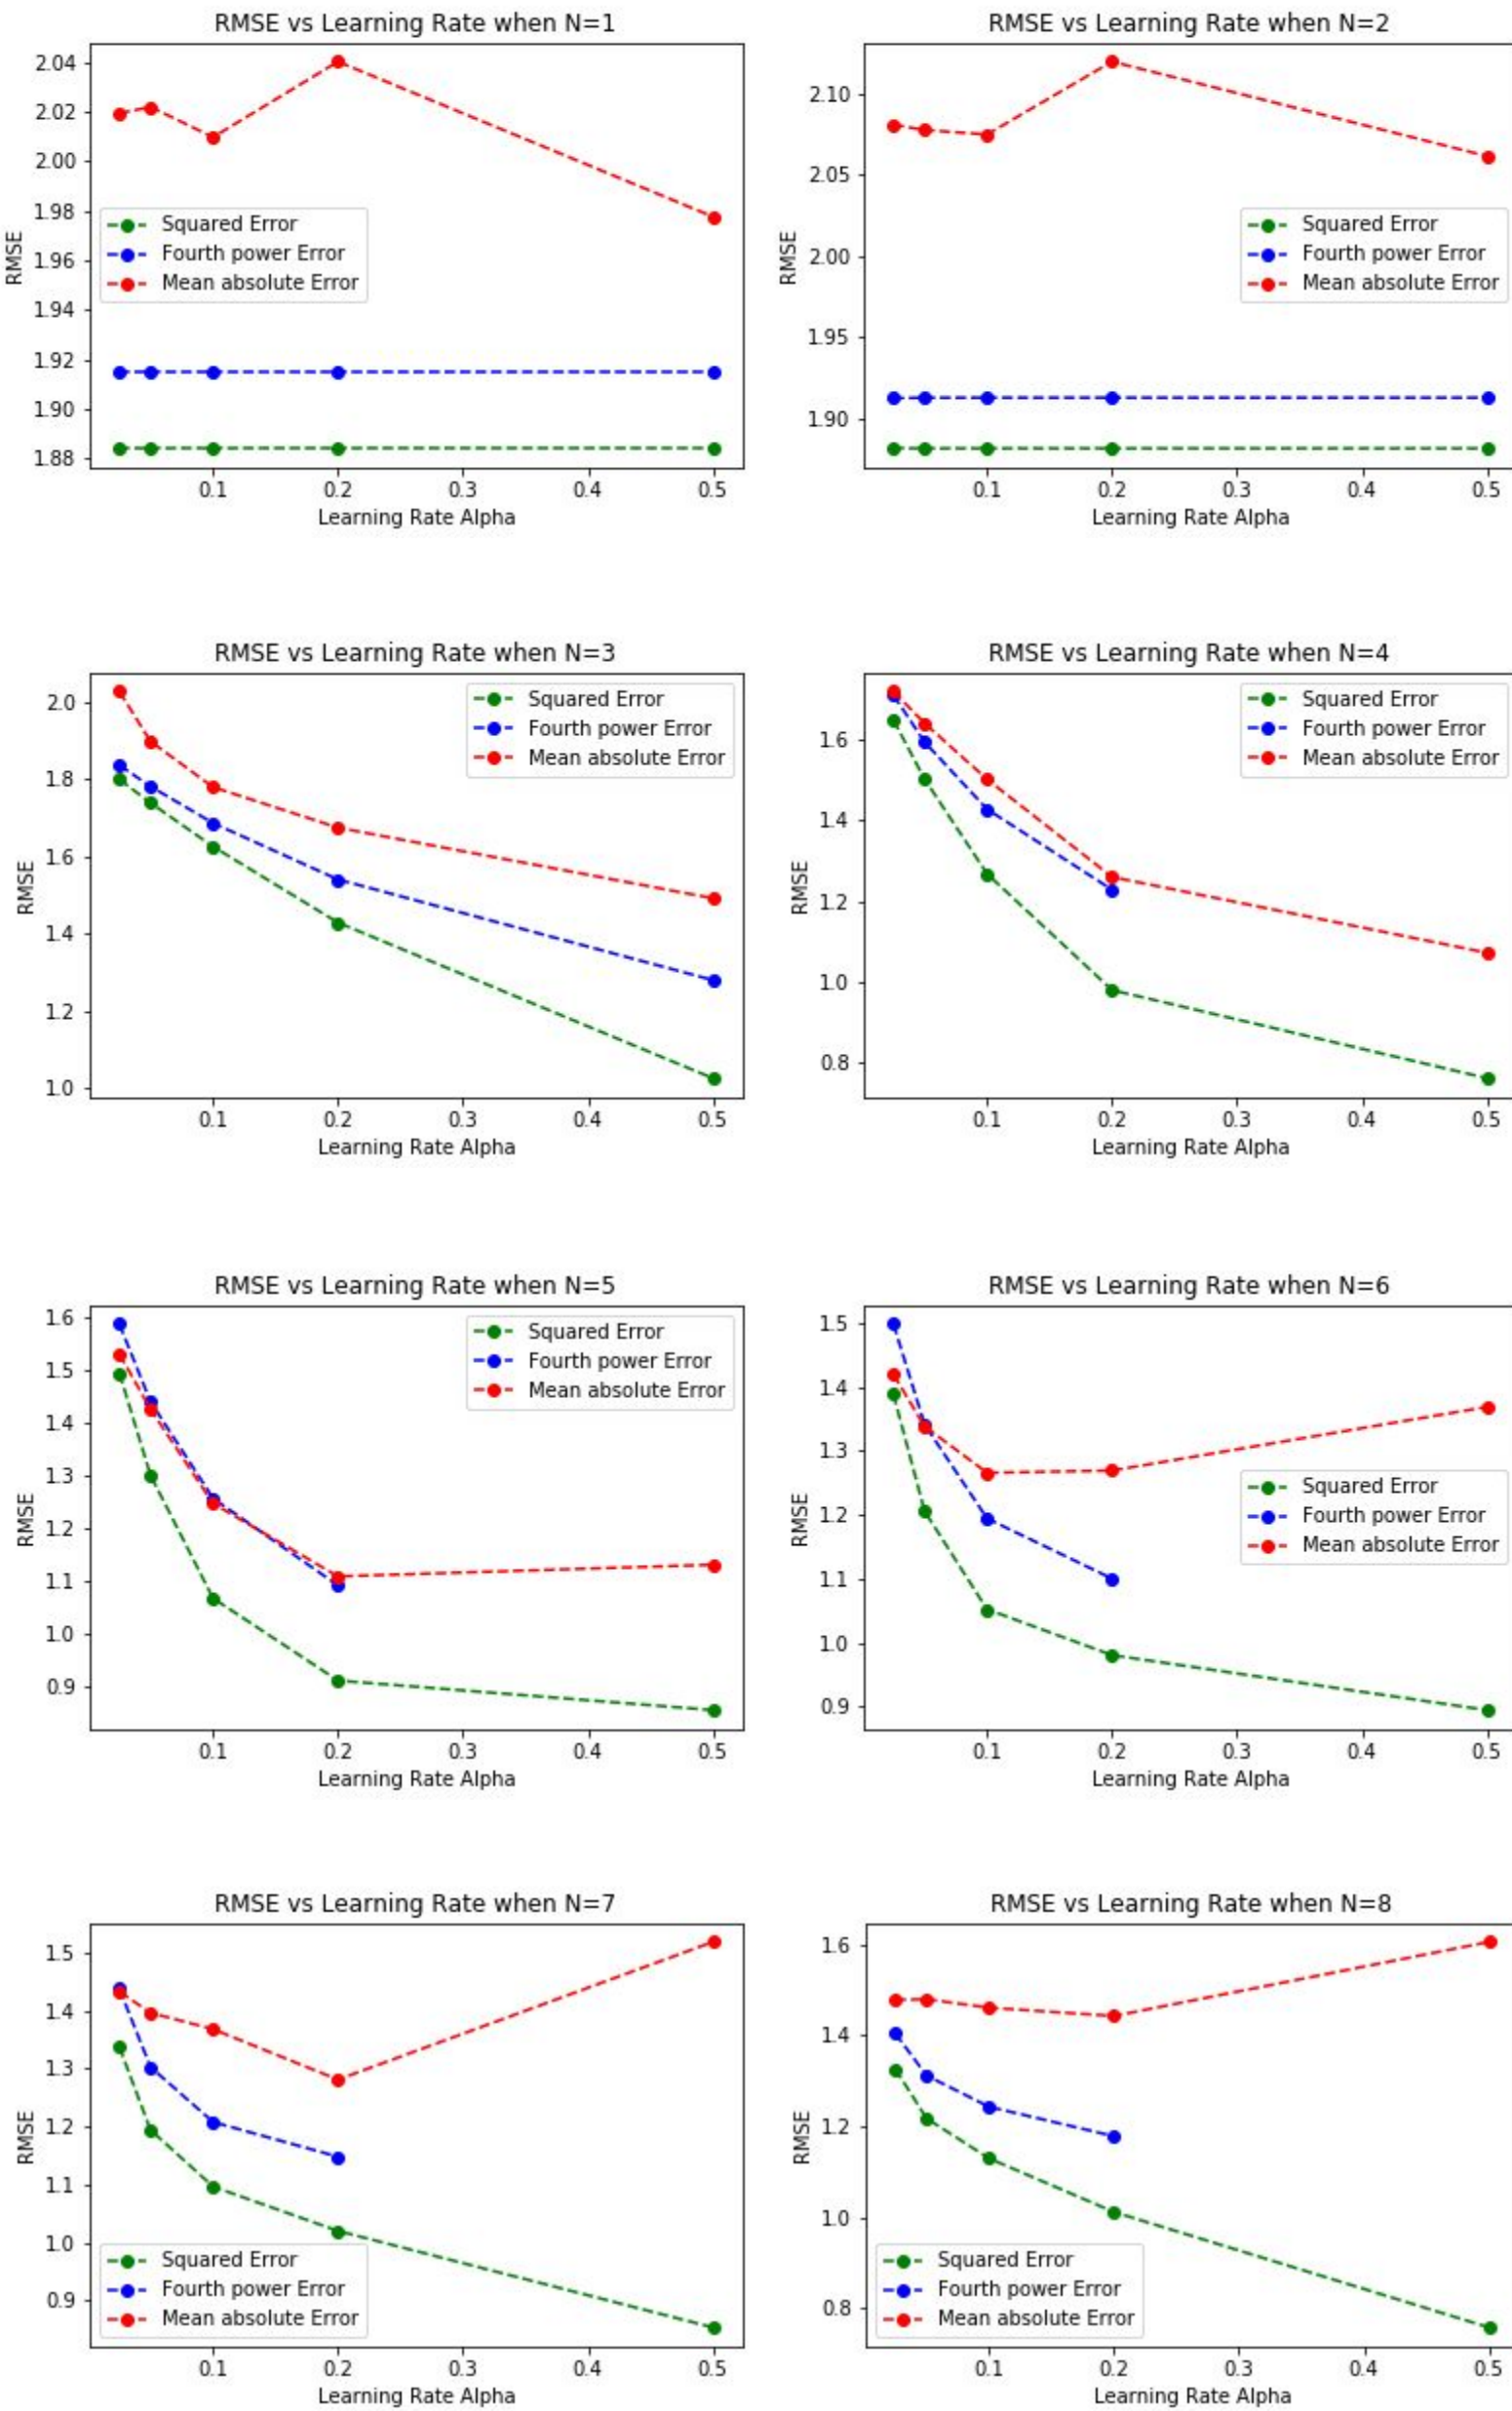 RMSE vs Learning Rate when N=1
2.04
2.02
2.00
1.98
1.96
1.94
1.92
1.90
1.88
RMSE
Squared Error
Fourth power Error
Mean absolute Error
0.1 0.2 0.3 0.4 0.5
Learning Rate Alpha
RMSE vs Learning Rate when N=2
2.10
2.05
2.00
1.95
1.90
RMSE
Squared Error
Fourth power Error
Mean absolute Error
0.1 0.2 0.3 0.4 0.5
Learning Rate Alpha
RMSE vs Learning Rate when N=3
2.0
1.8
1.6
1.4
1.2
1.0
RMSE
Squared Error
Fourth power Error
Mean absolute Error
0.1 0.2 0.3 0.4 0.5
Learning Rate Alpha
RMSE vs Learning Rate when N=4
1.6
1.4
1.2
1.0
0.8
RMSE
Squared Error
Fourth power Error
Mean absolute Error
0.1 0.2 0.3 0.4 0.5
Learning Rate Alpha
RMSE vs Learning Rate when N=5
1.6
1.5
1.4
1.3
1.2
1.1
1.0
0.9
RMSE
Squared Error
Fourth power Error
Mean absolute Error
0.1 0.2 0.3 0.4 0.5
Learning Rate Alpha
RMSE vs Learning Rate when N=6
1.5
1.4
1.3
1.2
1.1
1.0
0.9
RMSE
Squared Error
Fourth power Error
Mean absolute Error
0.1 0.2 0.3 0.4 0.5
Learning Rate Alpha
RMSE vs Learning Rate when N=7
1.5
1.4
1.3
1.2
1.1
1.0
0.9
RMSE
Squared Error
Fourth power Error
Mean absolute Error
0.1 0.2 0.3 0.4 0.5
Learning Rate Alpha
RMSE vs Learning Rate when N=8
1.6
1.4
1.2
1.0
0.8
RMSE
Squared Error
Fourth power Error
Mean absolute Error
0.1 0.2 0.3 0.4 0.5
Learning Rate Alpha